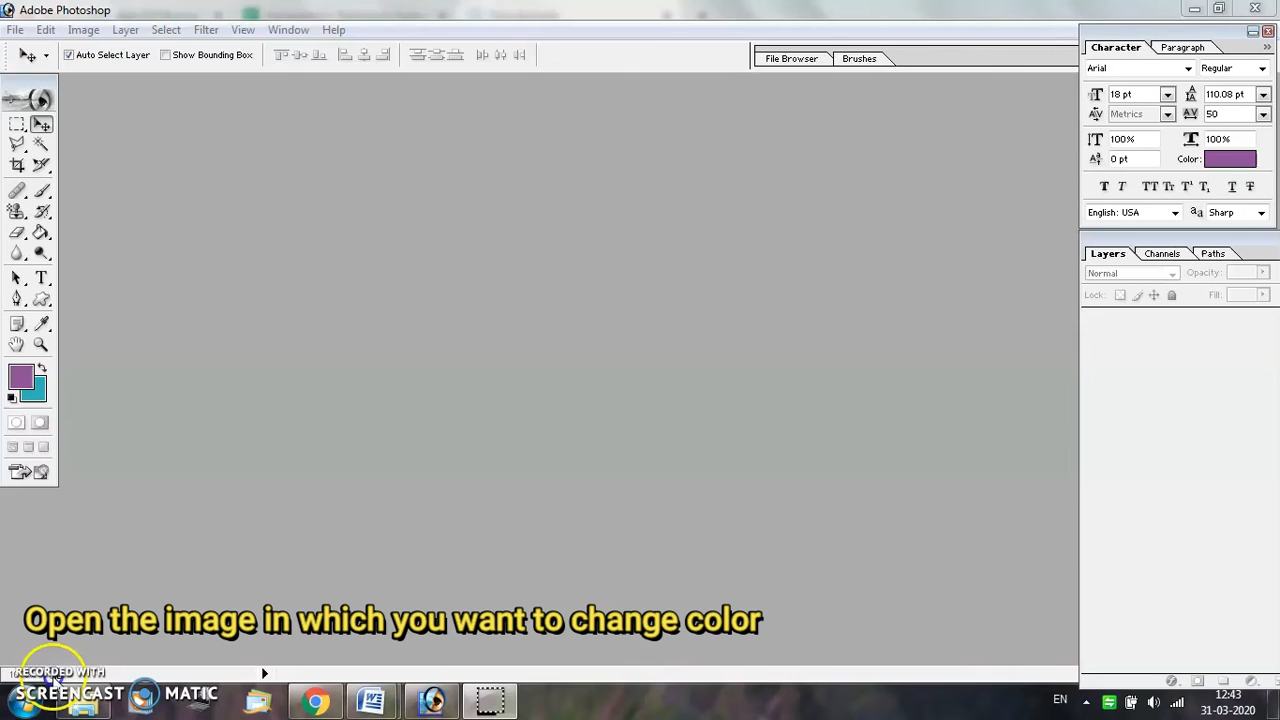 Adobe Photoshop
File Edit Image Layer Select Filter View Window Help
Auto Select Layer Show Bounding Box
File Browser Brushes
Character Paragraph
Arial Regular
18 pt 110.08 pt
Metrics 50
100% 100%
0 pt Color:
English: USA Sharp
Layers Channels Paths
Normal Opacity:
Lock: Fill:
Open the image in which you want to change color
RECORDED WITH
SCREENCAST MATIC
EN
12:43
31-03-2020